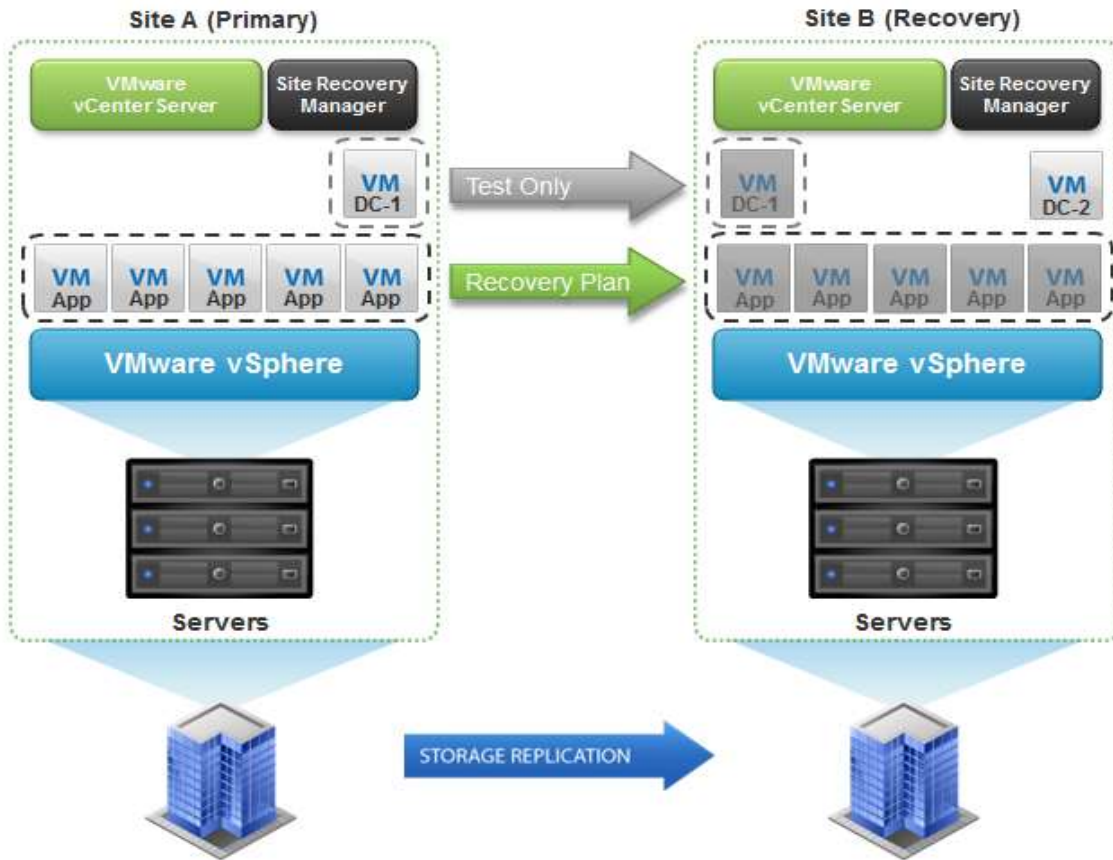 Site A (Primary)
Site B (Recovery)
VMware
vCenter Server
Site Recovery
Manager
VMware
vCenter Server
Site Recovery
Manager
VM
DC-1
Test Only
VM
DC-1
VM
DC-2
VM
App
VM
App
VM
App
VM
App
VM
App
Recovery Plan
VM
App
VM
App
VM
App
VM
App
VM
App
VMware vSphere
VMware vSphere
Servers
Servers
STORAGE REPLICATION